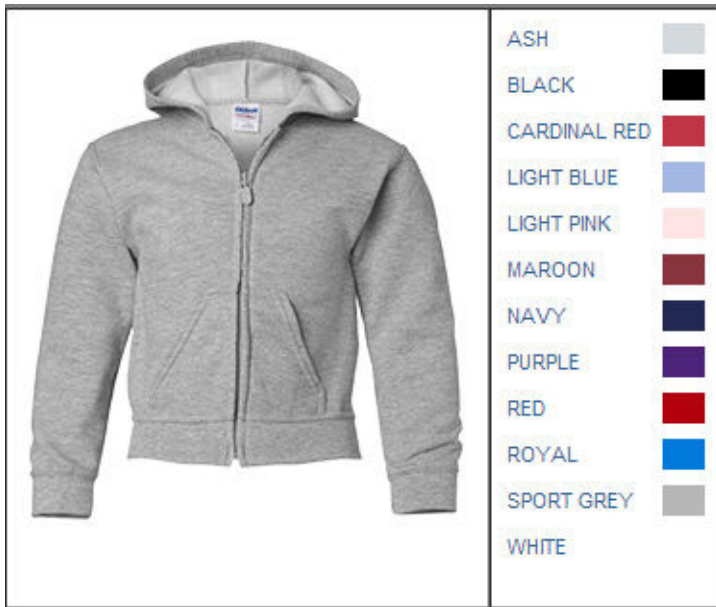 ASH
BLACK
CARDINAL RED
LIGHT BLUE
LIGHT PINK
MAROON
NAVY
PURPLE
RED
ROYAL
SPORT GREY
WHITE